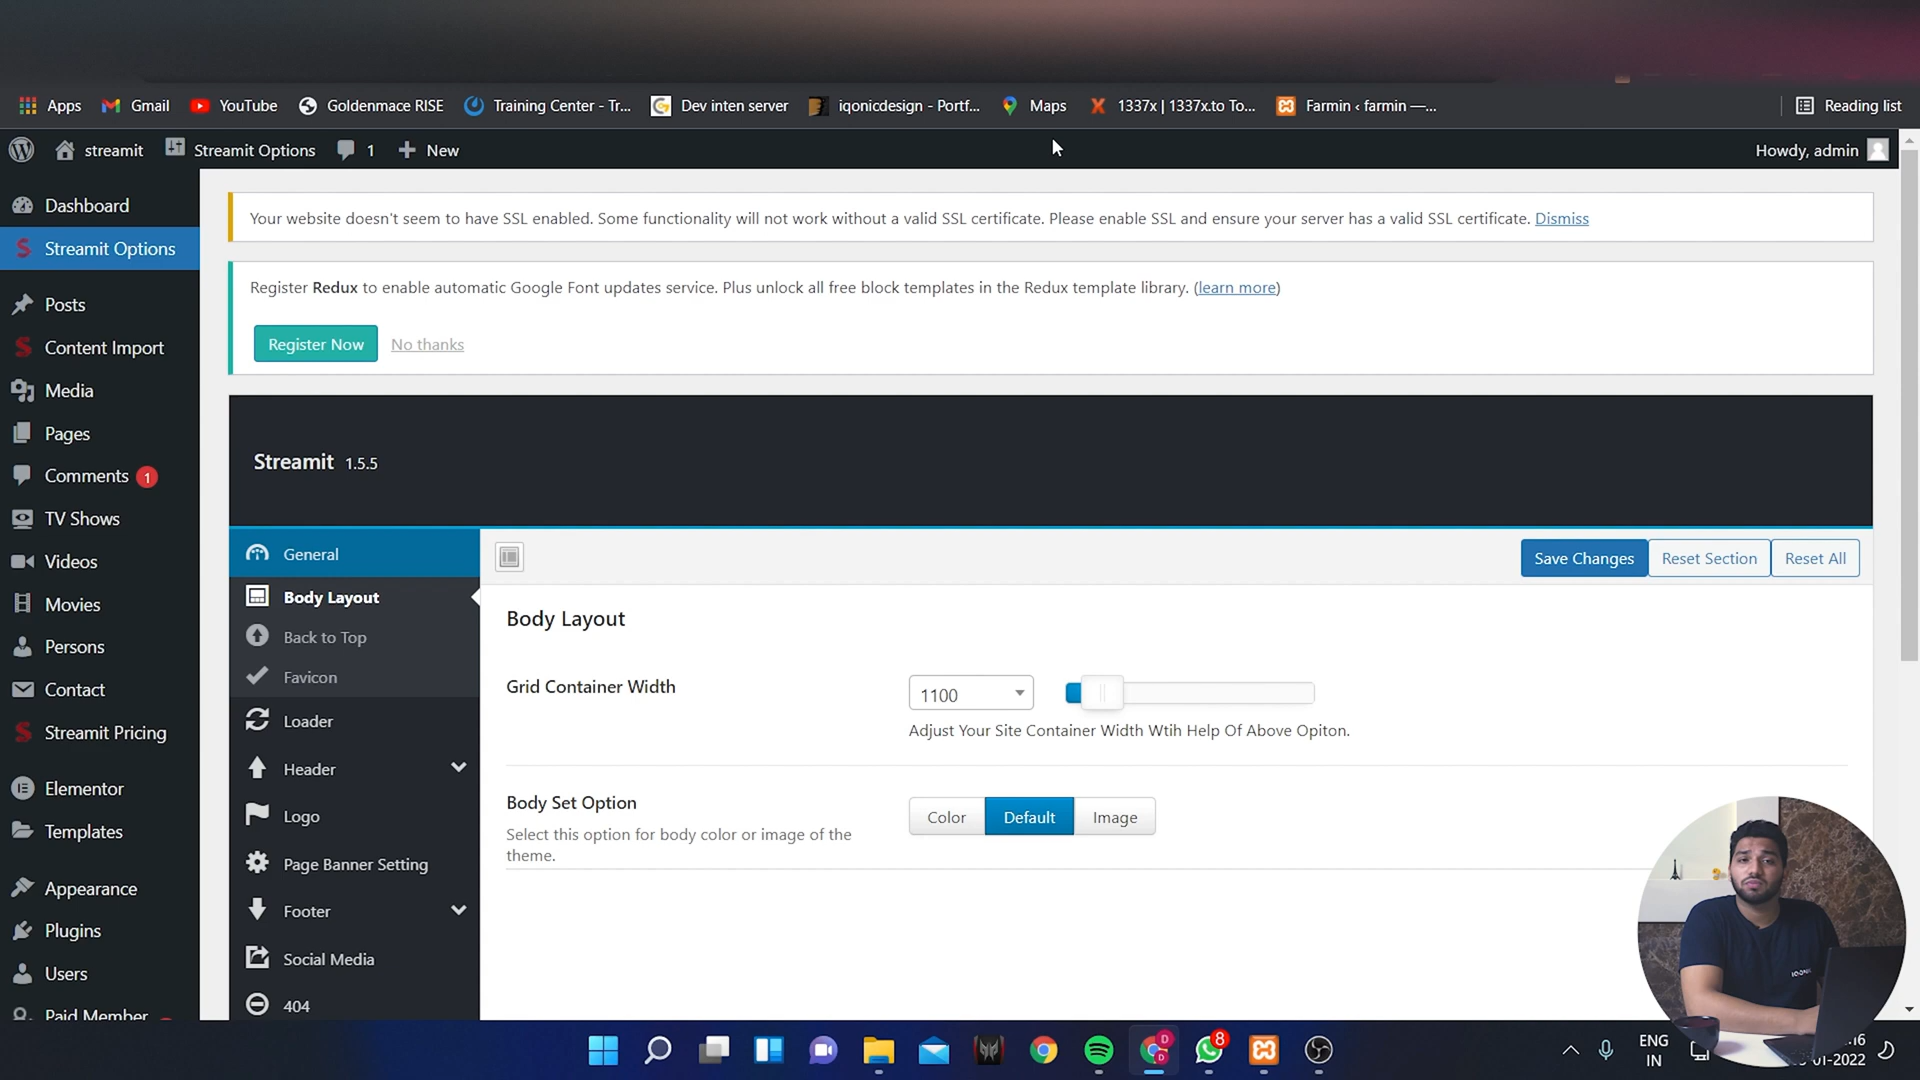 Apps Gmail YouTube Goldenmace RISE Training Center - Tr... Dev inten server iqonicdesign - Portf... Maps 1337x | 1337x.to To... Farmin ‹ farmin —... Reading list
streamit Streamit Options 1 New Howdy, admin
Dashboard
Streamit Options
Posts
Content Import
Media
Pages
Comments 1
TV Shows
Videos
Movies
Persons
Contact
Streamit Pricing
Elementor
Templates
Appearance
Plugins
Users
Paid Member
Your website doesn't seem to have SSL enabled. Some functionality will not work without a valid SSL certificate. Please enable SSL and ensure your server has a valid SSL certificate. Dismiss
Register Redux to enable automatic Google Font updates service. Plus unlock all free block templates in the Redux template library. (learn more)
Register Now No thanks
Streamit 1.5.5
General
Body Layout
Back to Top
Favicon
Loader
Header
Logo
Page Banner Setting
Footer
Social Media
404
Save Changes Reset Section Reset All
Body Layout
Grid Container Width 1100
Adjust Your Site Container Width Wtih Help Of Above Opiton.
Body Set Option Color Default Image
Select this option for body color or image of the
theme.
8
ENG
IN